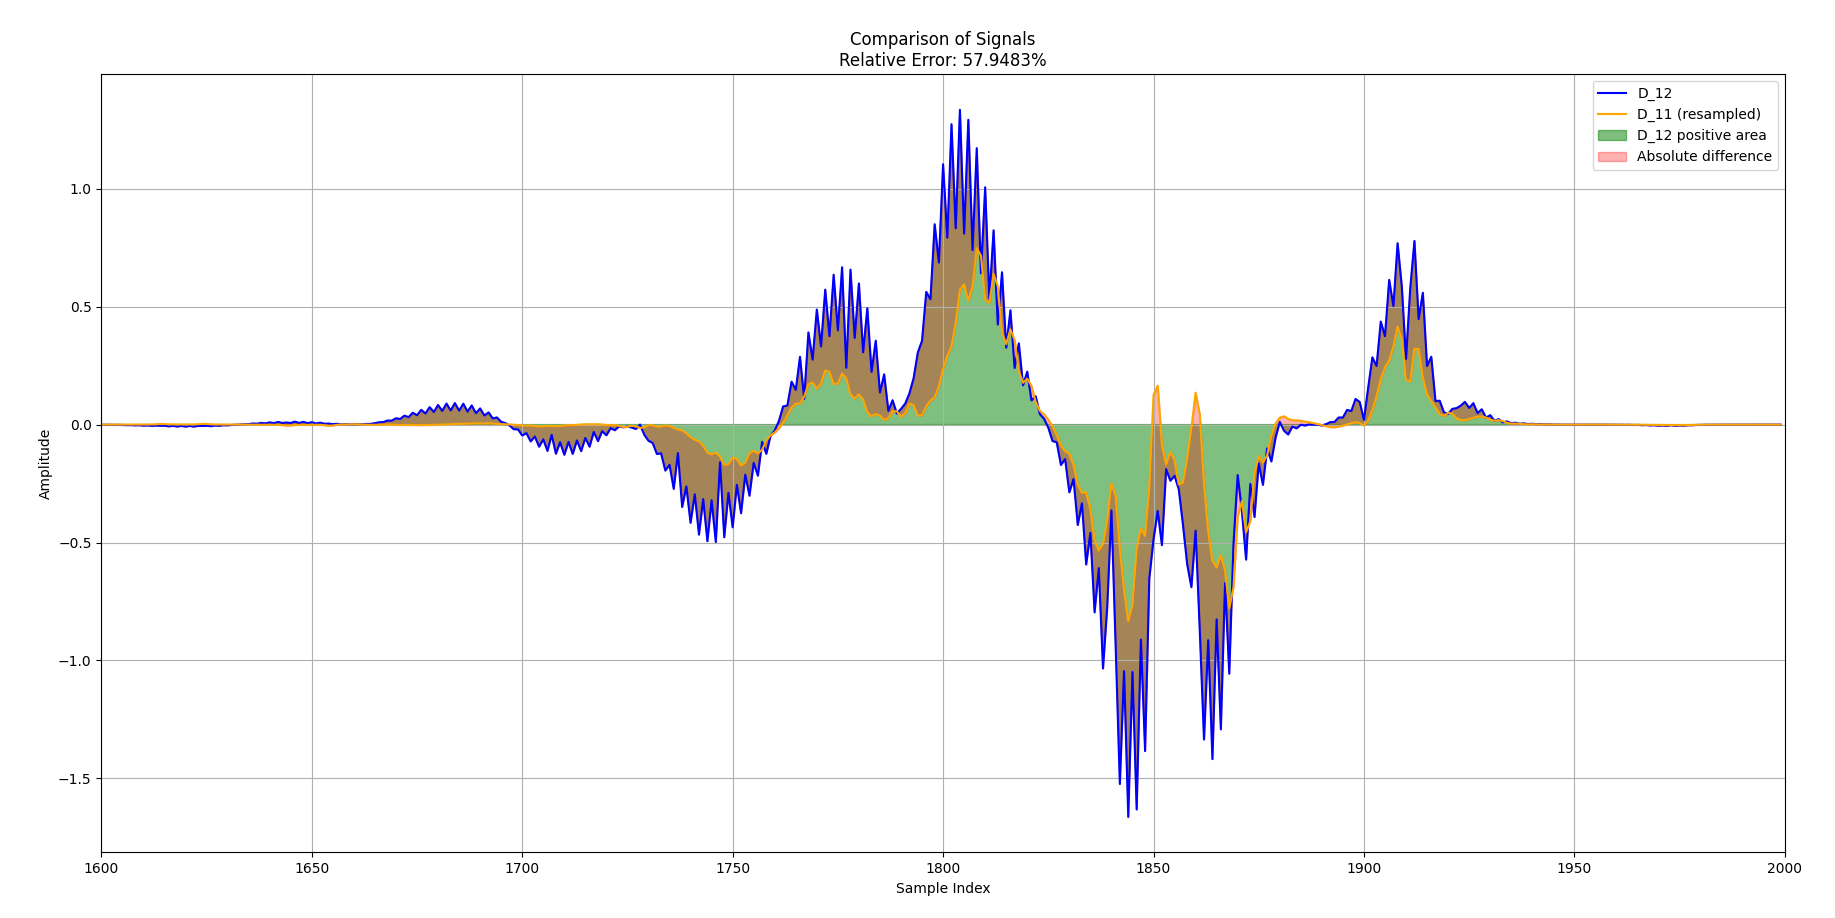 Comparison of Signals
Relative Error: 57.9483%
D_12
D_11 (resampled)
D_12 positive area
Absolute difference
Amplitude
1.0
0.5
0.0
−0.5
−1.0
−1.5
1600 1650 1700 1750 1800 1850 1900 1950 2000
Sample Index